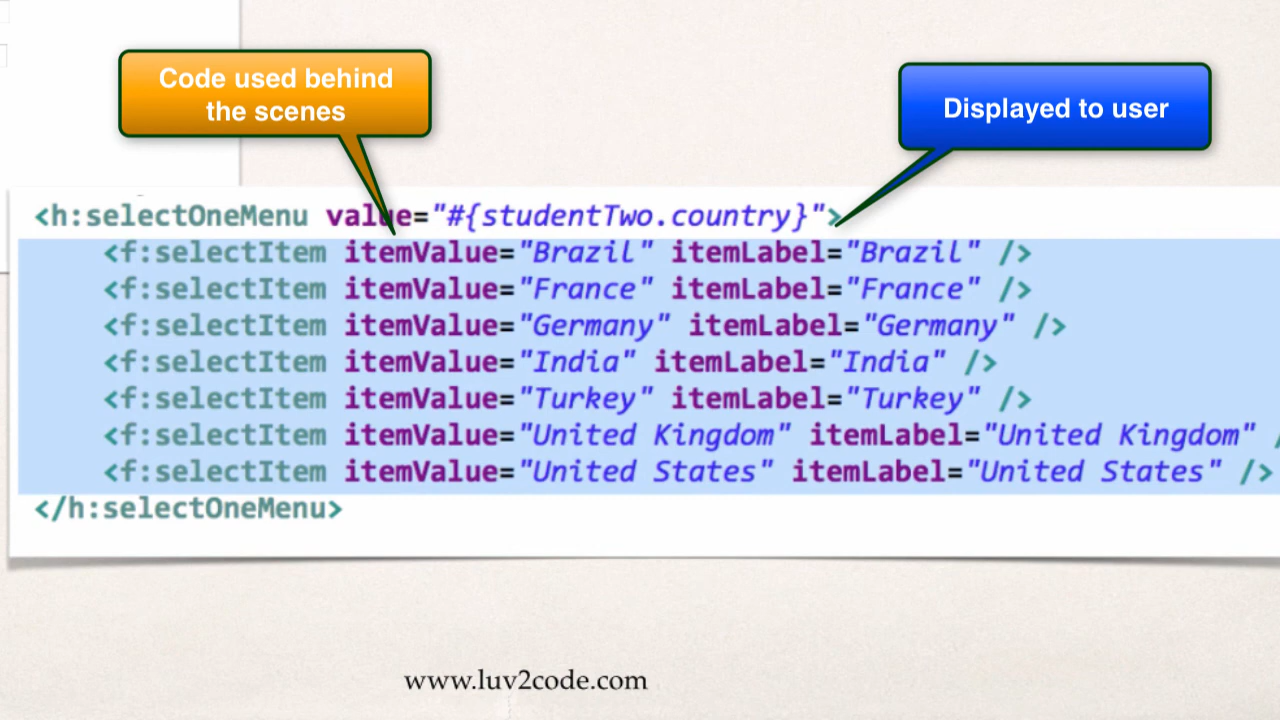 Code used behind
the scenes
Displayed to user
<h:selectOneMenu value="#{studentTwo.country}">
<f:selectItem itemValue="Brazil" itemLabel="Brazil" />
<f:selectItem itemValue="France" itemLabel="France" />
<f:selectItem itemValue="Germany" itemLabel="Germany" />
<f:selectItem itemValue="India" itemLabel="India" />
<f:selectItem itemValue="Turkey" itemLabel="Turkey" />
<f:selectItem itemValue="United Kingdom" itemLabel="United Kingdom" /
<f:selectItem itemValue="United States" itemLabel="United States" />
</h:selectOneMenu>
www.luv2code.com